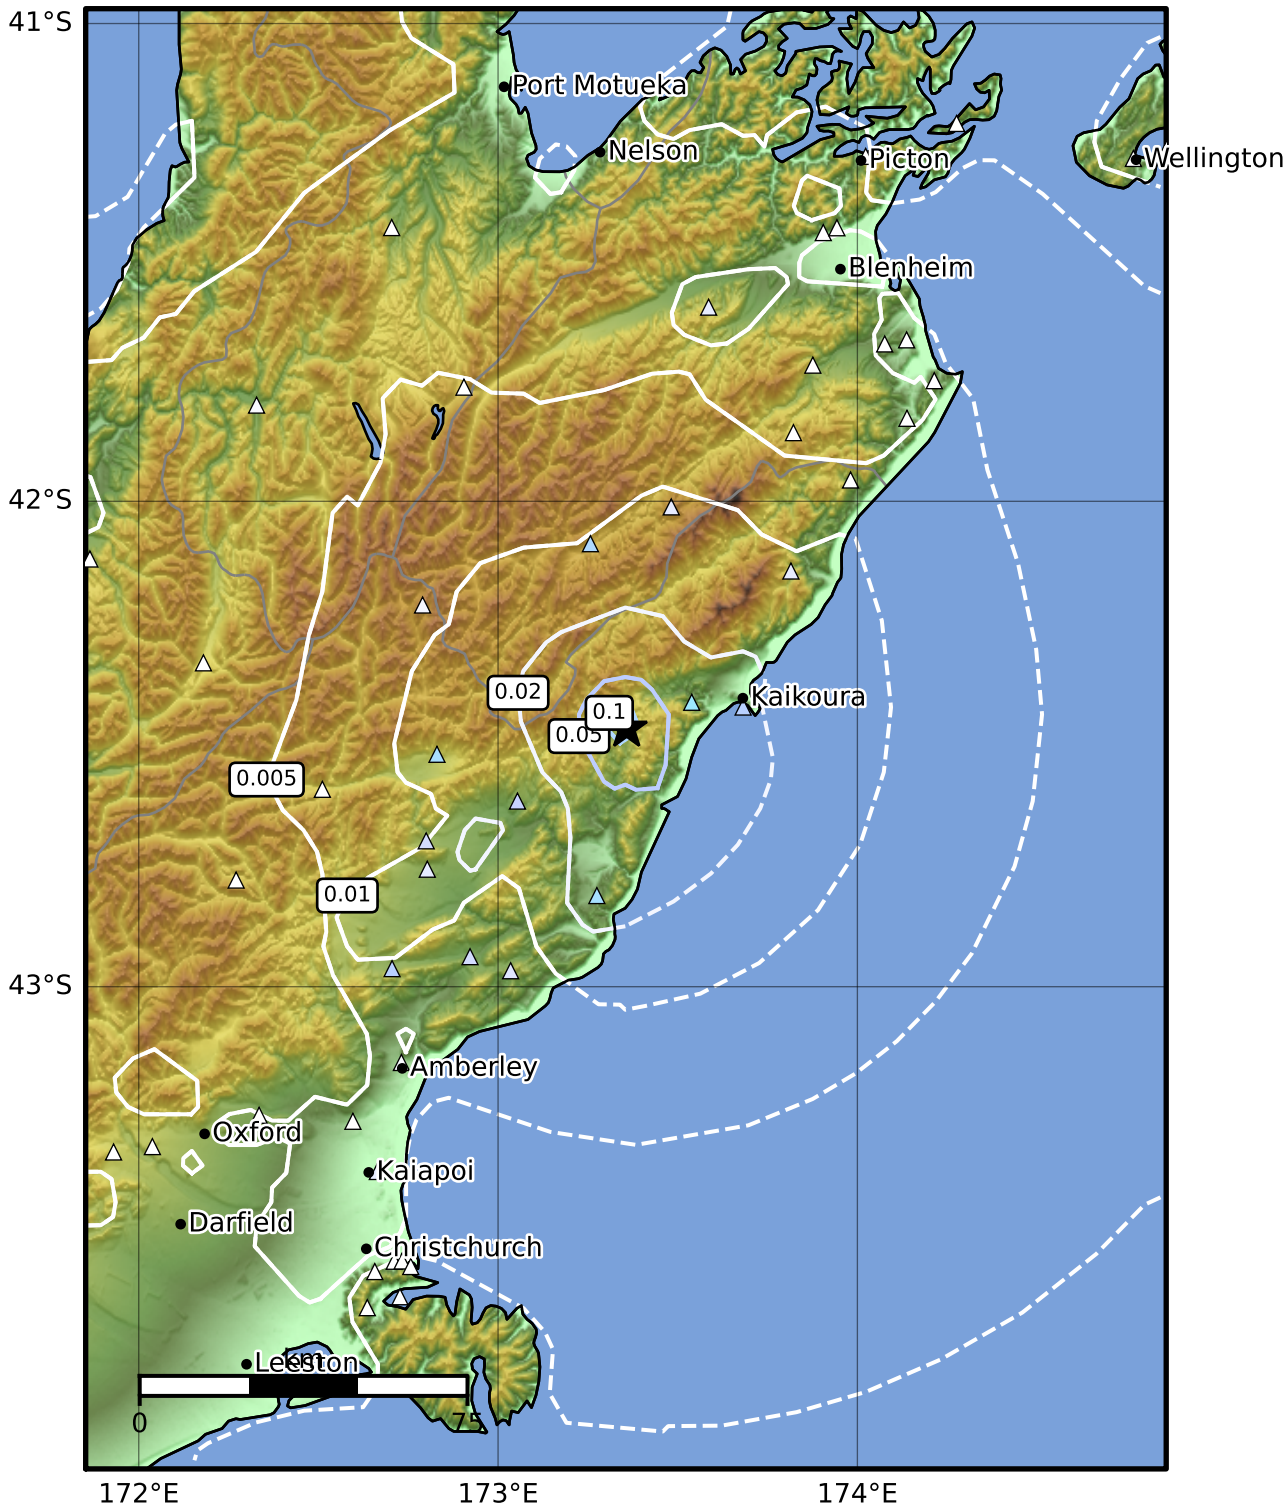 41°S
Port Motueka
Nelson
Picton
Wellington
Blenheim
42°S
0.02
Kaikoura
0.1
0.05
0.005
0.01
43°S
Amberley
Oxford
Kaiapoi
Darfield
Christchurch
Leeston
km
0
75
172°E
173°E
174°E